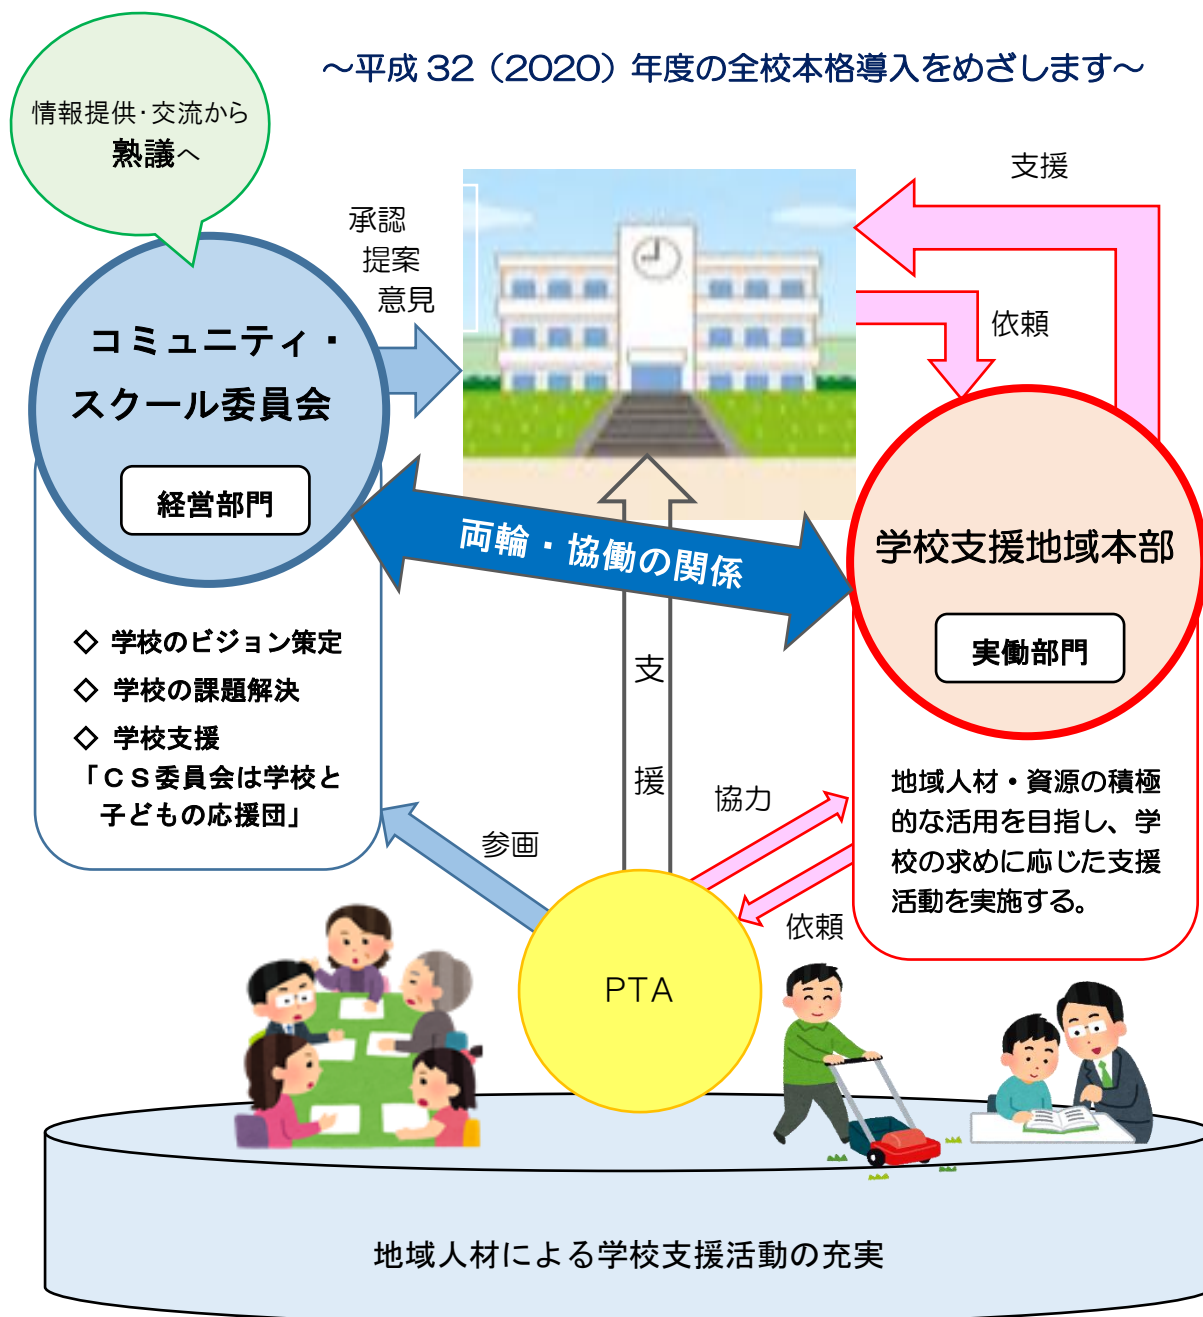 ～平成 32（2020）年度の全校本格導入をめざします～
情報提供・交流から
熟議へ
承認
提案
意見
支援
依頼
コミュニティ・
スクール委員会
経営部門
両輪・協働の関係
学校支援地域本部
実働部門
◇ 学校のビジョン策定
◇ 学校の課題解決
◇ 学校支援
「ＣＳ委員会は学校と
子どもの応援団」
支
援
地域人材・資源の積極
的な活用を目指し、学
校の求めに応じた支援
活動を実施する。
参画
協力
依頼
PTA
地域人材による学校支援活動の充実